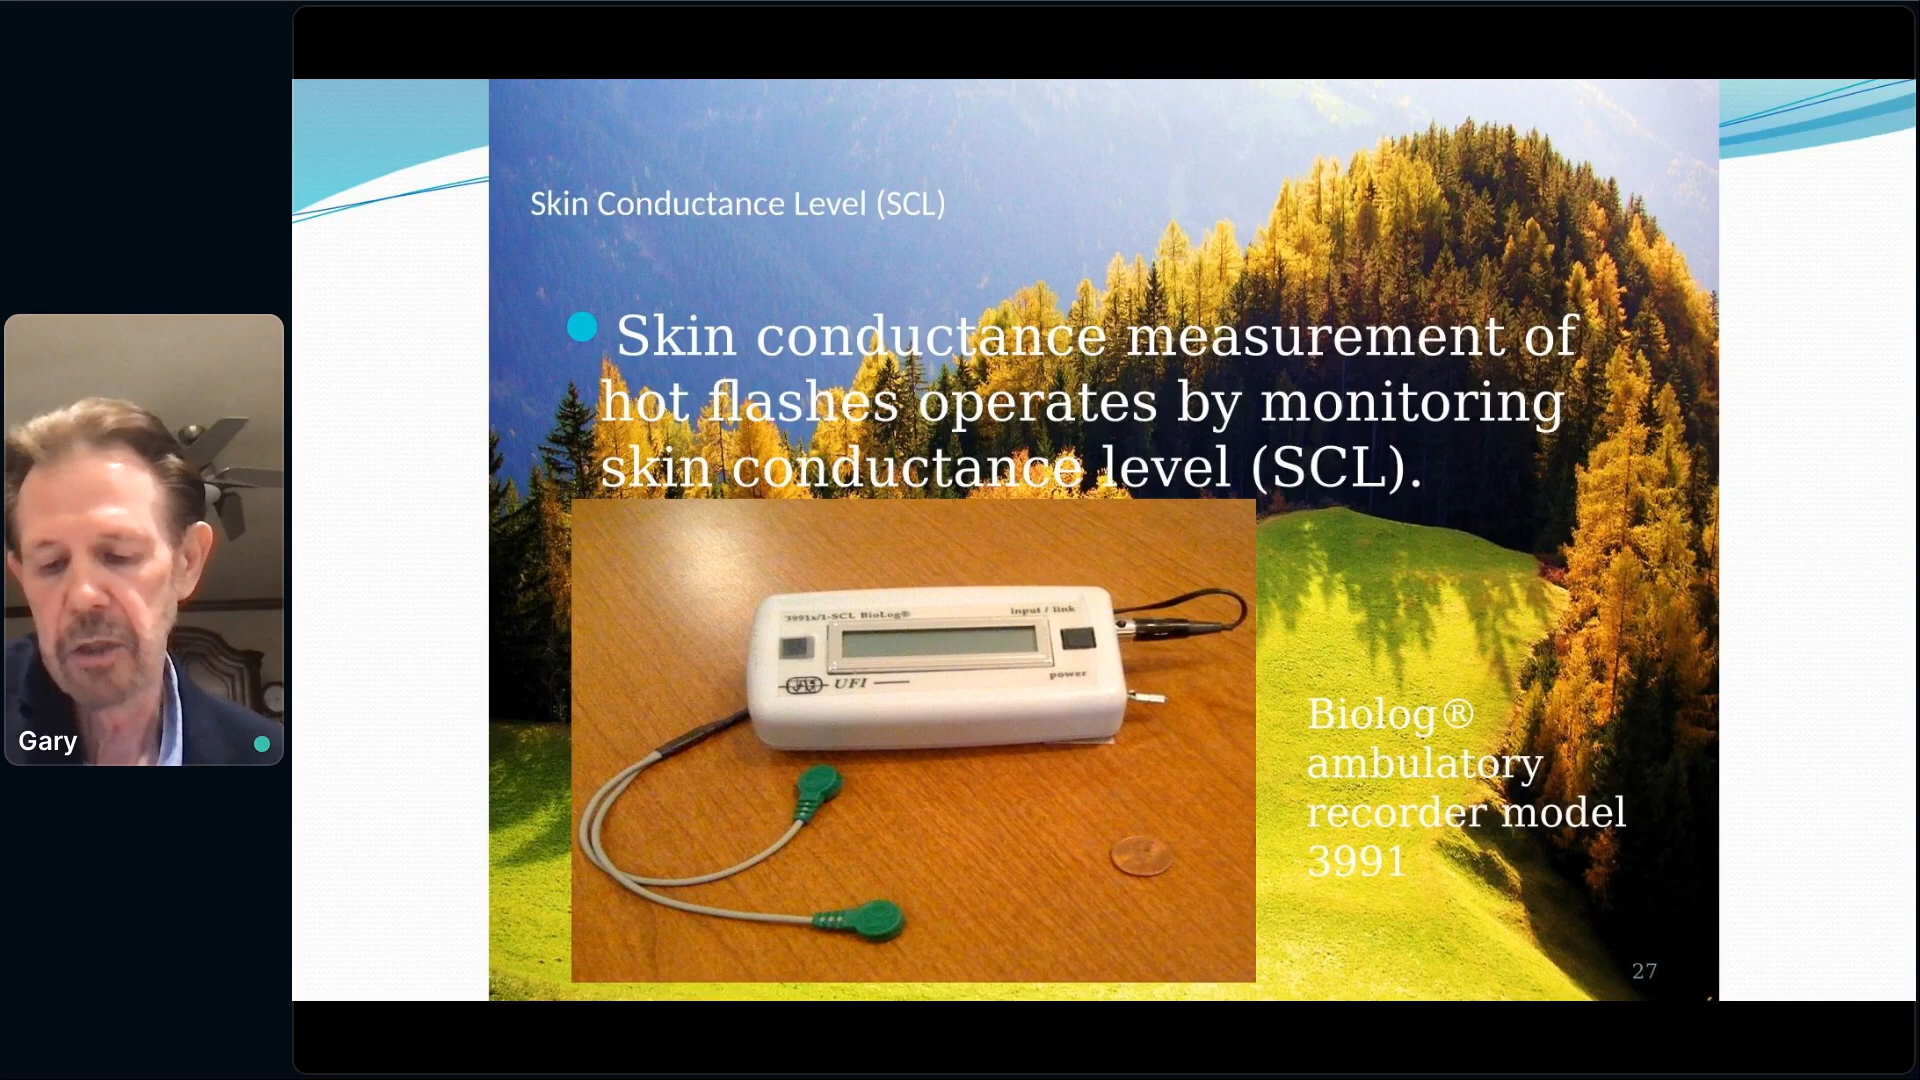 Skin Conductance Level (SCL)
Skin conductance measurement of
hot flashes operates by monitoring
skin conductance level (SCL).
3991x/1-SCL BioLog®
input / link
power
UFI
Biolog®
ambulatory
recorder model
3991
27
Gary